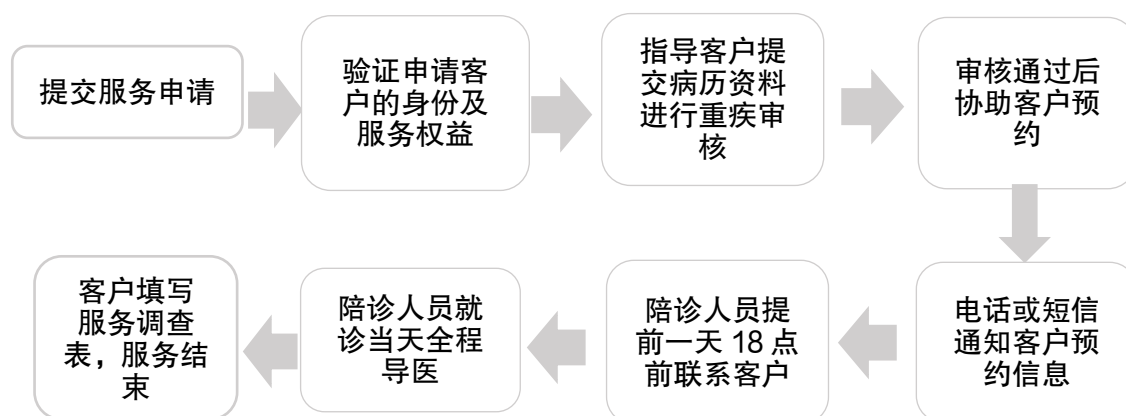 提交服务申请
验证申请客
户的身份及
服务权益
指导客户提
交病历资料
进行重疾审
核
审核通过后
协助客户预
约
电话或短信
通知客户预
约信息
陪诊人员提
前一天 18 点
前联系客户
陪诊人员就
诊当天全程
导医
客户填写
服务调查
表，服务结
束